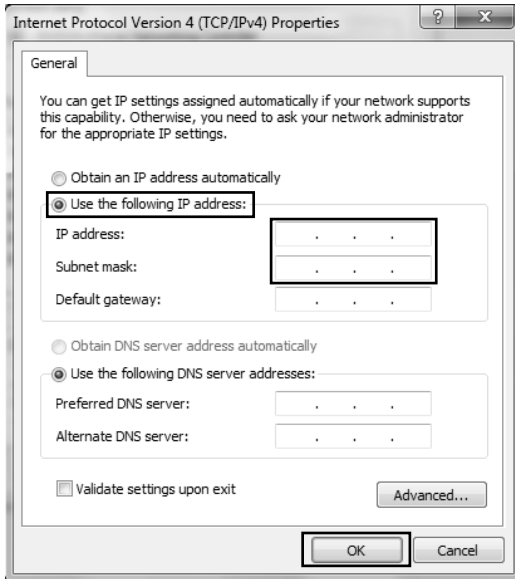 Internet Protocol Version 4 (TCP/IPv4) Properties
General
You can get IP settings assigned automatically if your network supports
this capability. Otherwise, you need to ask your network administrator
for the appropriate IP settings.
Obtain an IP address automatically
Use the following IP address:
IP address:
Subnet mask:
Default gateway:
Obtain DNS server address automatically
Use the following DNS server addresses:
Preferred DNS server:
Alternate DNS server:
Validate settings upon exit
Advanced...
OK
Cancel